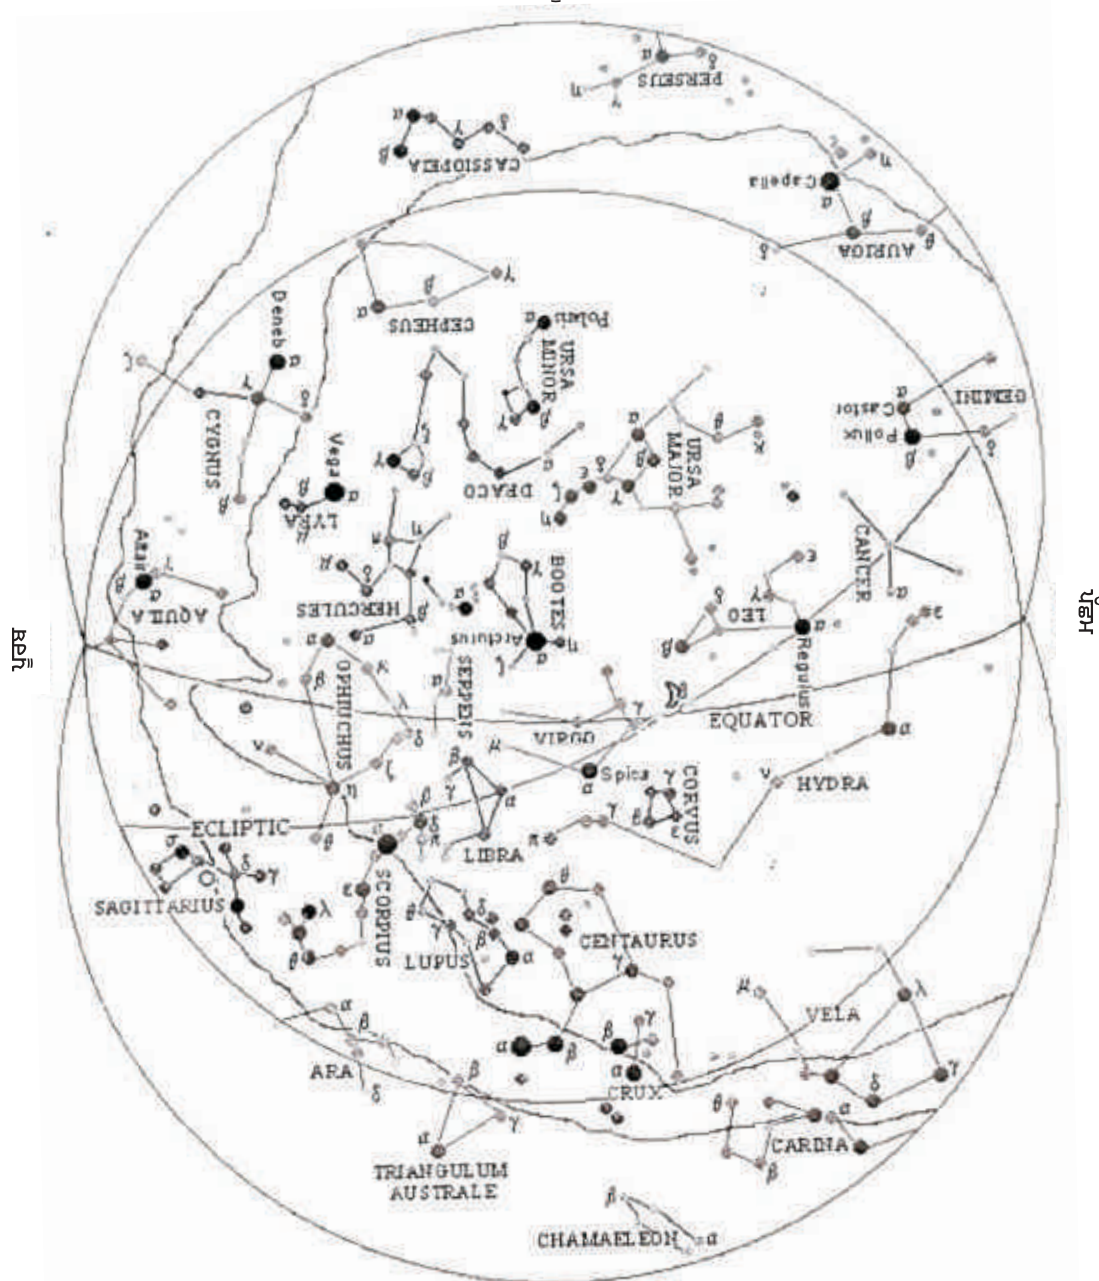 PERSEUS
α
δ
η
γ
α
β
γ
δ
CASSIOPEIA
Capella
α
ζ
η
β
θ
δ
AURIGA
α
β
γ
CEPHEUS
Deneb
α
γ
ζ
CYGNUS
α
Polaris
URSA
MINOR
β
γ
α
Castor
Pollux
β
δ
GEMINI
URSA
MAJOR
α
β
γ
δ
ε
ζ
η
θ
κ
DRACO
α
γ
β
ζ
Vega
α
β
LYRA
CANCER
α
Altair
α
ζ
AQUILA
HERCULES
μ
δ
π
η
β
α
BOOTES
β
γ
Arcturus
α
η
ζ
LEO
ε
γ
δ
β
α
Regulus
ਪੱਛਮ
ਪੂਰਬ
OPHIUCHUS
α
β
κ
λ
δ
ζ
η
ν
θ
SERPENS
α
VIRGO
γ
μ
Spica
α
EQUATOR
HYDRA
α
ν
γ
π
CORVUS
γ
β
ε
LIBRA
β
γ
α
ECLIPTIC
SAGITTARIUS
σ
δ
γ
SCORPIUS
α
β
δ
π
ε
λ
θ
LUPUS
θ
γ
δ
β
α
CENTAURUS
θ
γ
α
β
VELA
μ
λ
δ
γ
ARA
α
β
δ
CRUX
β
γ
α
CARINA
θ
α
β
TRIANGULUM
AUSTRALE
α
β
γ
CHAMAELEON
β
α